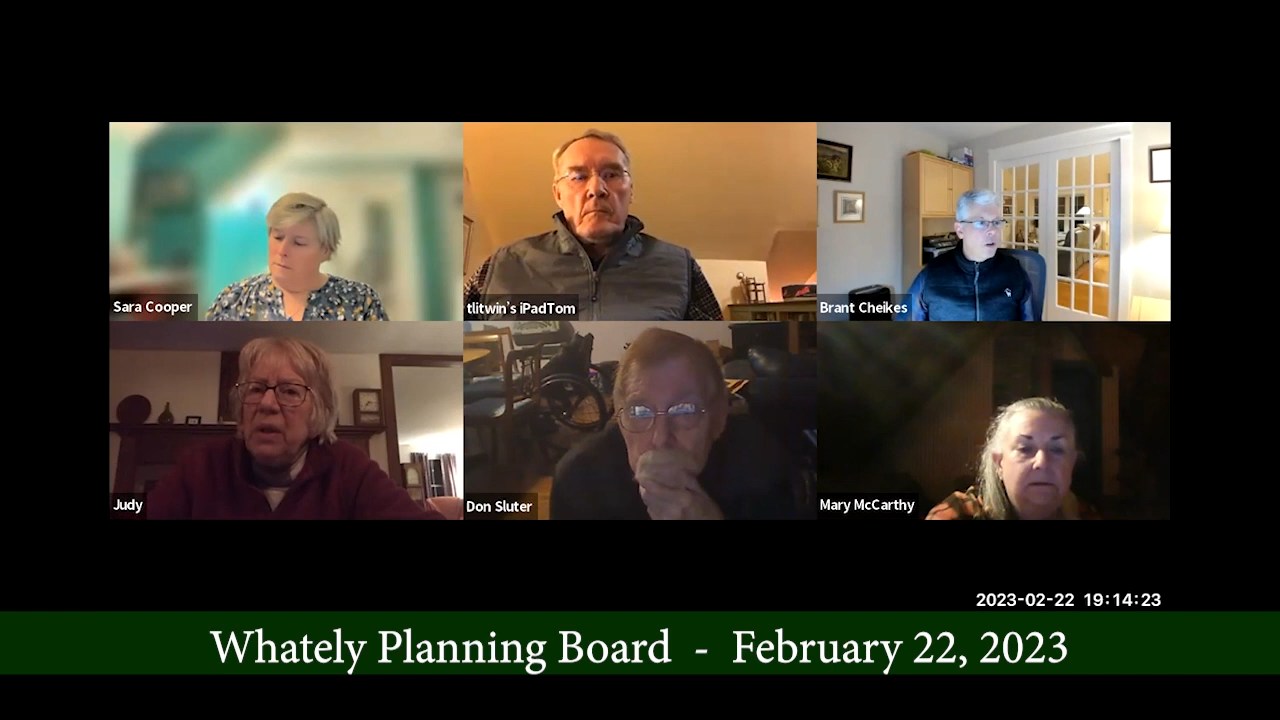 Sara Cooper
tlitwin's iPadTom
Brant Cheikes
Judy
Don Sluter
Mary McCarthy
2023-02-22 19:14:23
Whately Planning Board - February 22, 2023